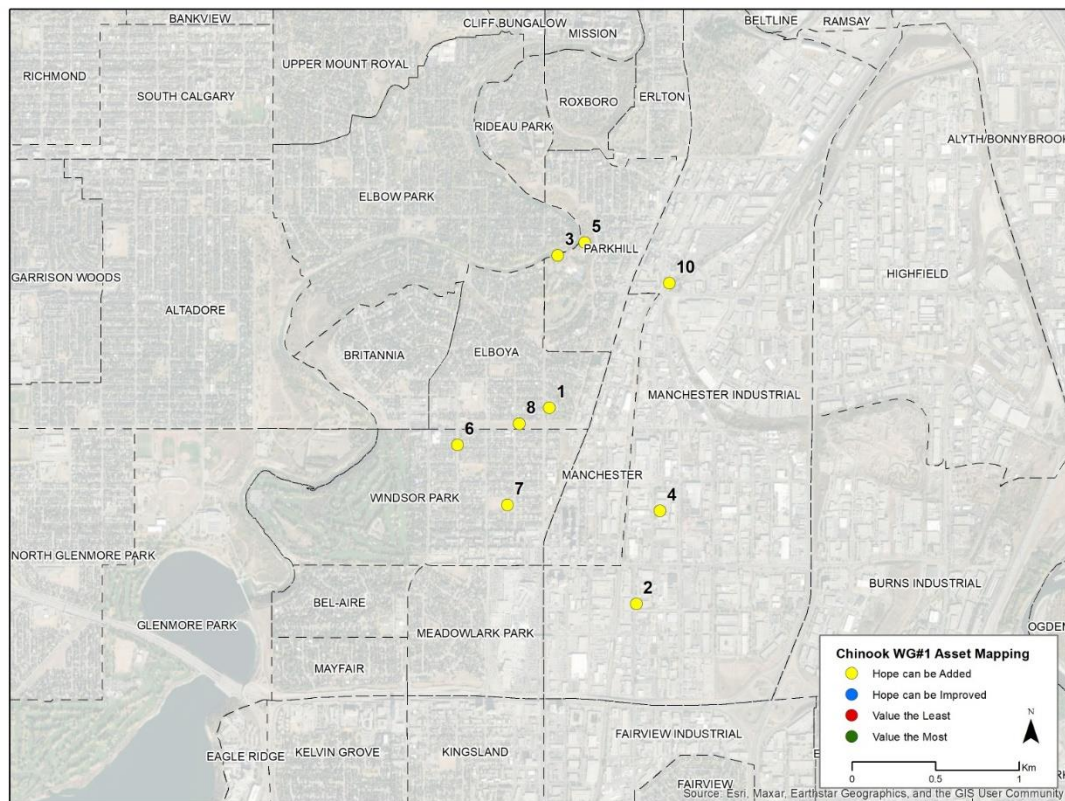 BANKVIEW
CLIFF BUNGALOW
MISSION
BELTLINE
RAMSAY
RICHMOND
UPPER MOUNT ROYAL
SOUTH CALGARY
ROXBORO
ERLTON
RIDEAU PARK
ALYTH/BONNYBROOK
ELBOW PARK
5
3
PARKHILL
10
GARRISON WOODS
HIGHFIELD
ALTADORE
BRITANNIA
ELBOYA
MANCHESTER INDUSTRIAL
1
8
6
MANCHESTER
WINDSOR PARK
7
4
NORTH GLENMORE PARK
BURNS INDUSTRIAL
2
BEL-AIRE
GLENMORE PARK
MEADOWLARK PARK
OGDEN
MAYFAIR
Chinook WG#1 Asset Mapping
Hope can be Added
Hope can be Improved
Value the Least
Value the Most
N
0 0.5 1
Km
EAGLE RIDGE
KELVIN GROVE
KINGSLAND
FAIRVIEW INDUSTRIAL
FAIRVIEW
Source: Esri, Maxar, Earthstar Geographics, and the GIS User Community